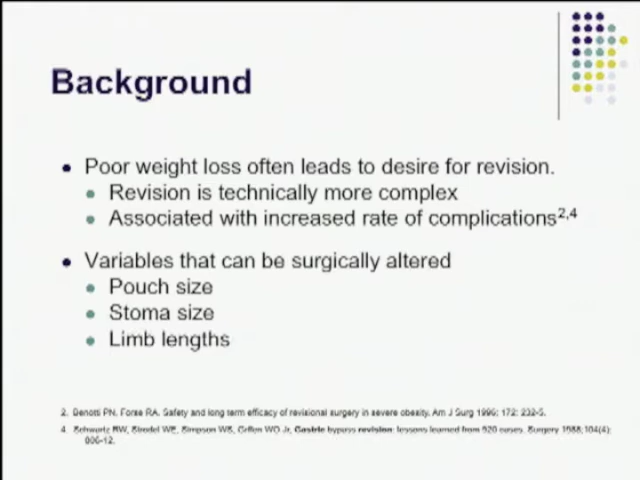 Background
Poor weight loss often leads to desire for revision.
Revision is technically more complex
Associated with increased rate of complications2,4
Variables that can be surgically altered
Pouch size
Stoma size
Limb lengths
2. Benotti PN, Forse RA. Safety and long term efficacy of revisional surgery in severe obesity. Am J Surg 1996; 172: 232-5.
4. Schwartz RW, Strodel WE, Simpson WS, Griffen WO Jr. Gastric bypass revision: lessons learned from 920 cases. Surgery 1988;104(4):
806-12.